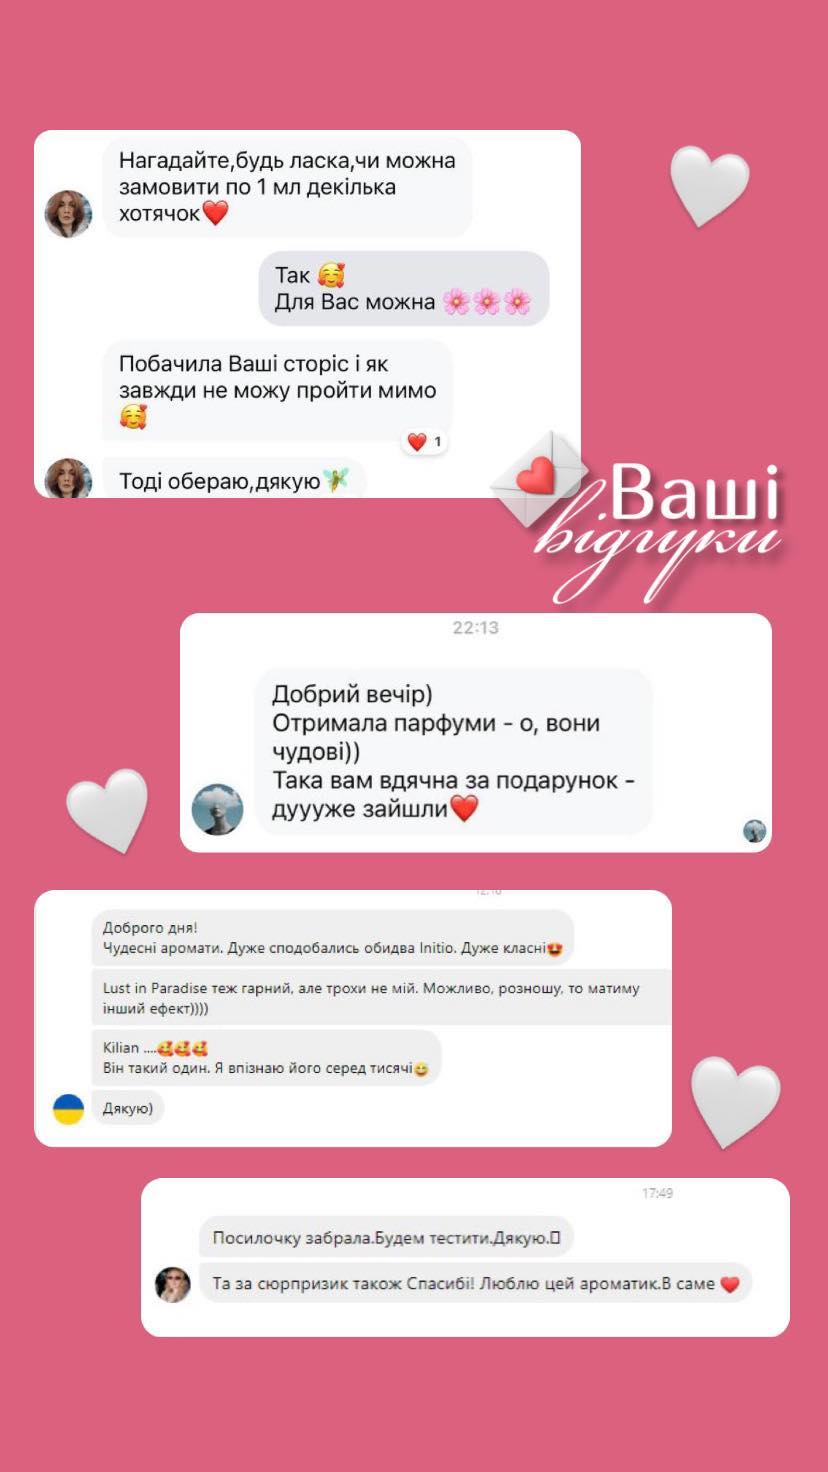 Нагадайте,будь ласка,чи можна
замовити по 1 мл декілька
хотячок❤️
Так 🥰
Для Вас можна 🌸🌸🌸
Побачила Ваші сторіс і як
завжди не можу пройти мимо
🥰
❤️ 1
Тоді обераю,дякую🧚
Ваші
відгуки
22:13
Добрий вечір)
Отримала парфуми - о, вони
чудові))
Така вам вдячна за подарунок -
дуууже зайшли❤️
Доброго дня!
Чудесні аромати. Дуже сподобались обидва Initio. Дуже класні😍
Lust in Paradise теж гарний, але трохи не мій. Можливо, розношу, то матиму
інший ефект))))
Kilian ....🥰🥰🥰
Він такий один. Я впізнаю його серед тисячі😄
Дякую)
17:49
Посилочку забрала.Будем тестити.Дякую.▯
Та за сюрпризик також Спасибі! Люблю цей ароматик.В саме ❤️